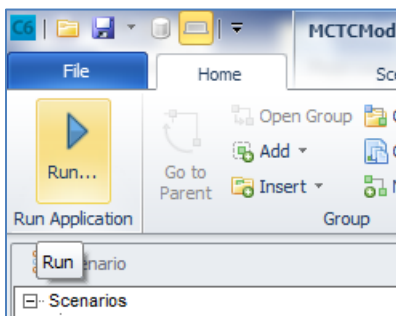 C6
MCTCMod
File
Home
Sc
Run...
Run Application
Go to
Parent
Open Group
Add
Insert
Group
Run
enario
Scenarios